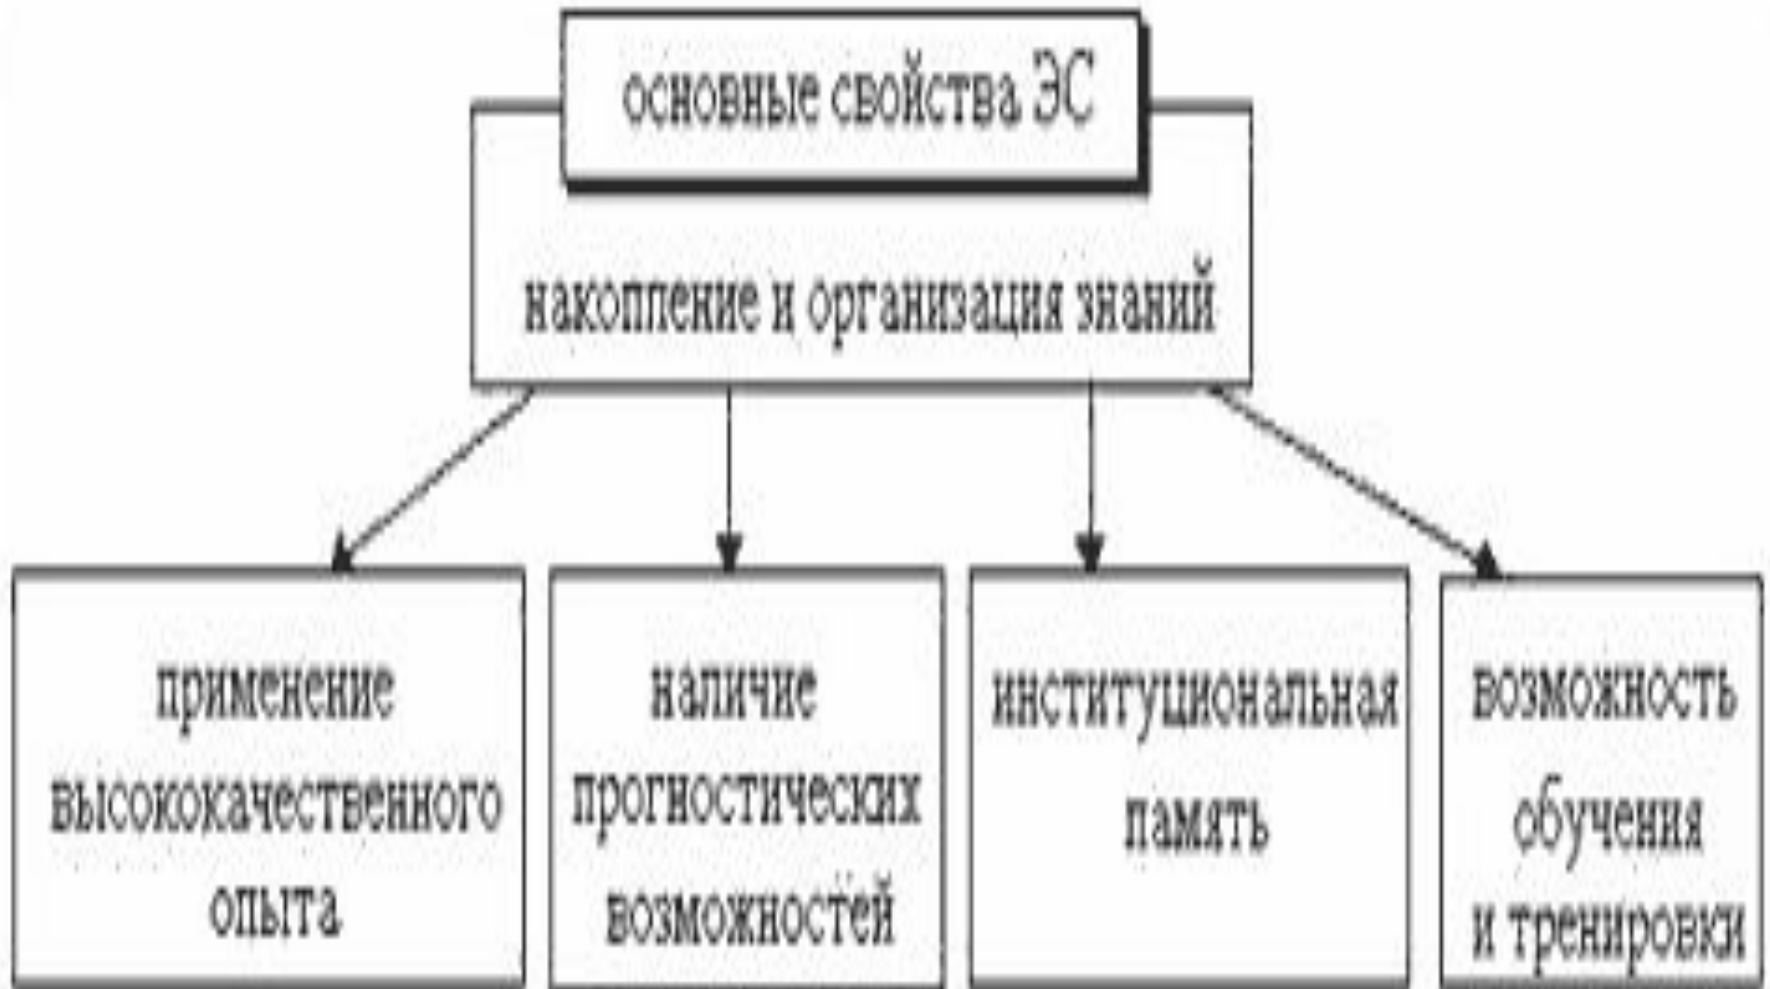 основные свойства ЭС
накопление и организация знаний
применение
высококачественного
опыта
наличие
прогностических
возможностей
институциональная
память
возможность
обучения
и тренировки